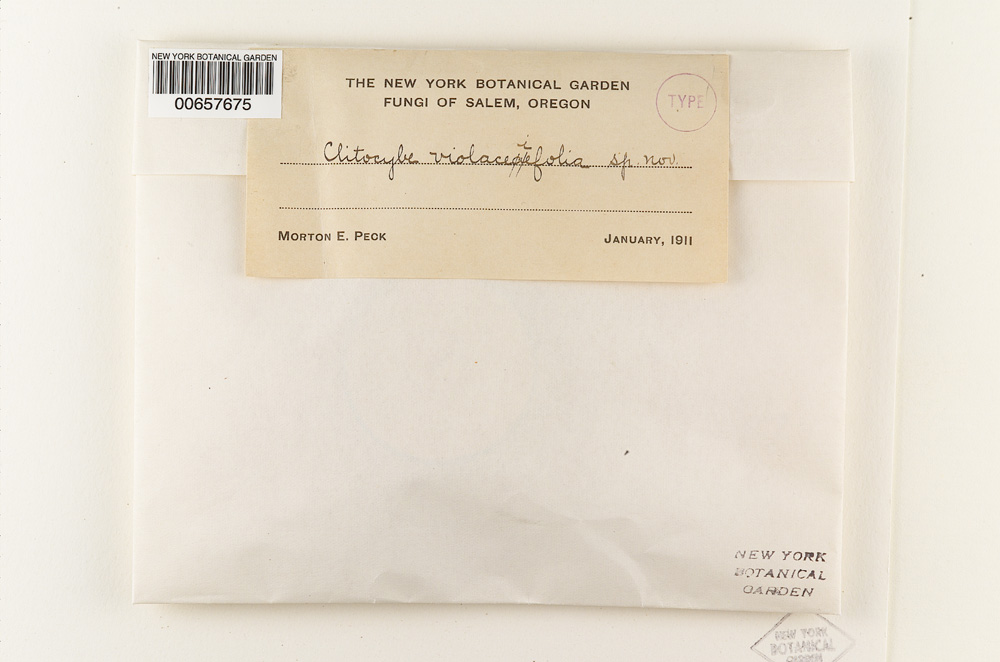 NEW YORK BOTANICAL GARDEN
00657675
THE NEW YORK BOTANICAL GARDEN
FUNGI OF SALEM, OREGON
TYPE
Clitocybe violaceifolia sp. nov.
MORTON E. PECK
JANUARY, 1911
NEW YORK
BOTANICAL
GARDEN
NEW YORK
BOTANICAL
GARDEN